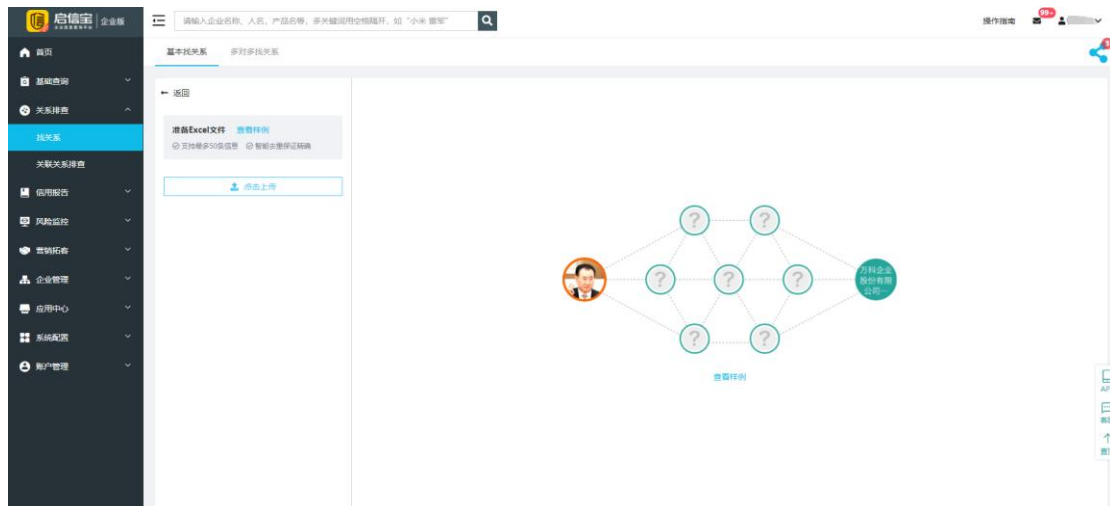 启信宝 企业版
请输入企业名称、人名、产品名等，多关键词用空格隔开，如“小米 雷军”
操作指南
99+
首页
基础查询
关系排查
找关系
关联关系排查
信用报告
风险监控
营销拓客
企业管理
应用中心
系统配置
账户管理
基本找关系
多对多找关系
← 返回
准备Excel文件 查看样例
支持最多50条信息 智能去重保证精确
点击上传
?
?
?
?
?
?
?
万科企业
股份有限
公司…
查看样例